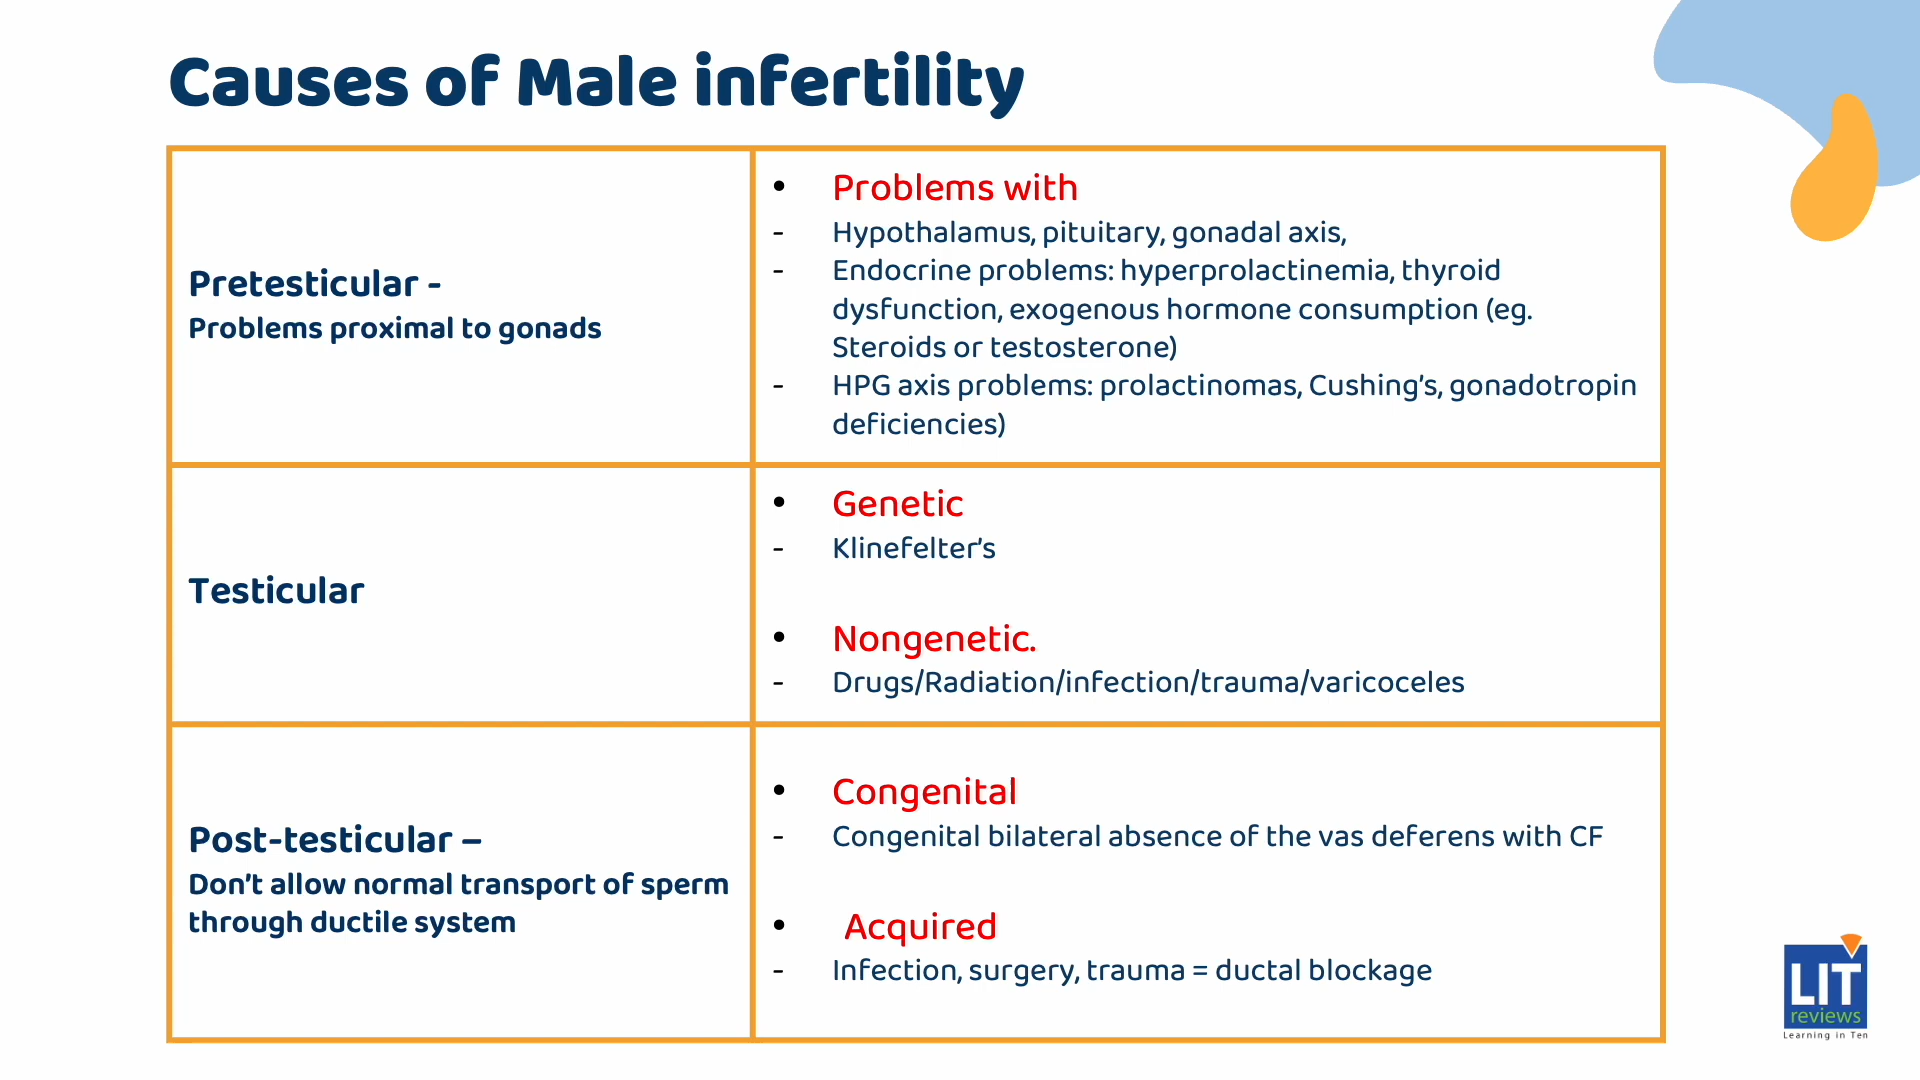 Causes of Male infertility
Pretesticular -
Problems proximal to gonads
• Problems with
- Hypothalamus, pituitary, gonadal axis,
- Endocrine problems: hyperprolactinemia, thyroid
dysfunction, exogenous hormone consumption (eg.
Steroids or testosterone)
- HPG axis problems: prolactinomas, Cushing's, gonadotropin
deficiencies)
Testicular
• Genetic
- Klinefelter's
• Nongenetic.
- Drugs/Radiation/infection/trauma/varicoceles
Post-testicular –
Don't allow normal transport of sperm
through ductile system
• Congenital
- Congenital bilateral absence of the vas deferens with CF
• Acquired
- Infection, surgery, trauma = ductal blockage
LIT
reviews
Learning in Ten